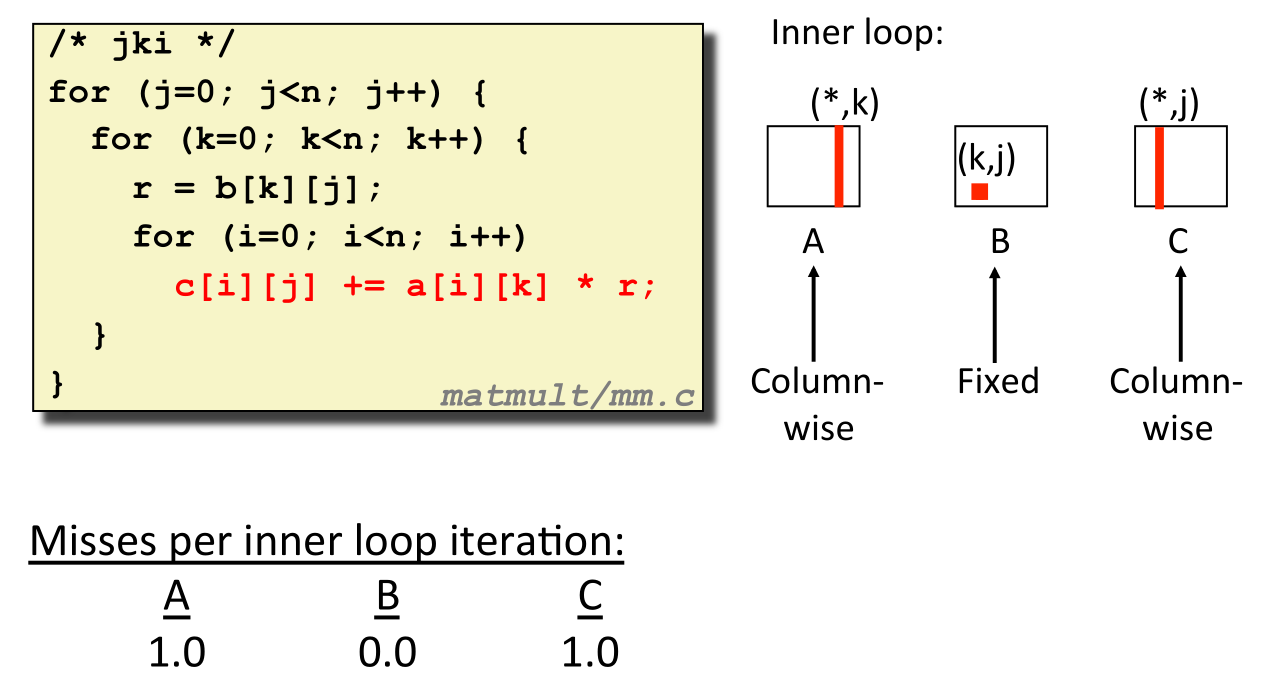 /* jki */
for (j=0; j<n; j++) {
  for (k=0; k<n; k++) {
    r = b[k][j];
    for (i=0; i<n; i++)
      c[i][j] += a[i][k] * r;
  }
}
matmult/mm.c
Inner loop:
(*,k)
(k,j)
(*,j)
A B C
Column- Fixed Column-
wise wise
Misses per inner loop iteration:
A B C
1.0 0.0 1.0